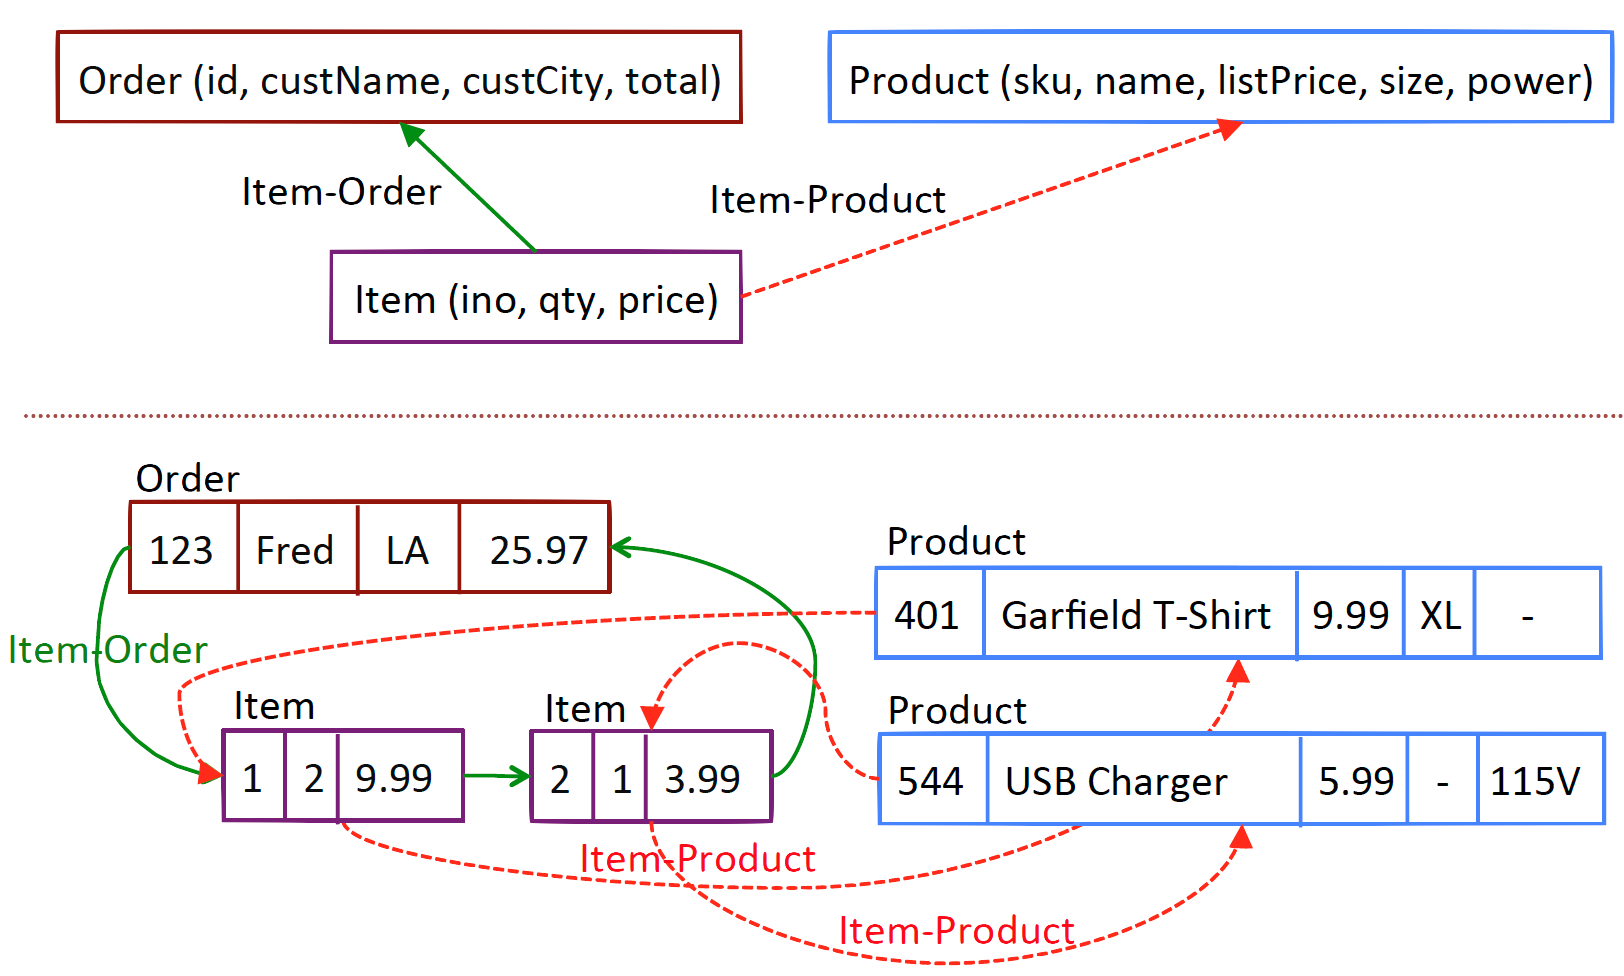 Order (id, custName, custCity, total)
Product (sku, name, listPrice, size, power)
Item-Order
Item-Product
Item (ino, qty, price)
Order
123 Fred LA 25.97
Product
401 Garfield T-Shirt 9.99 XL -
Item-Order
Item
1 2 9.99
Item
2 1 3.99
Product
544 USB Charger 5.99 - 115V
Item-Product
Item-Product